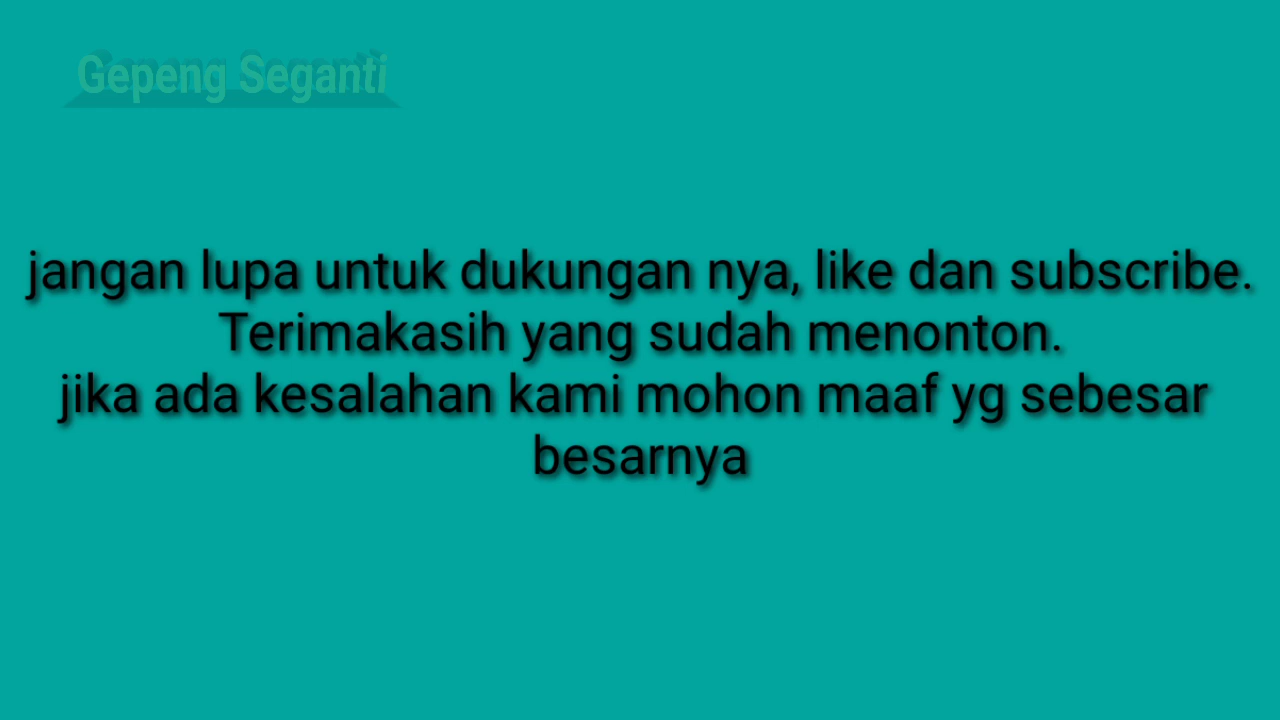 Gepeng Seganti
jangan lupa untuk dukungan nya, like dan subscribe.
Terimakasih yang sudah menonton.
jika ada kesalahan kami mohon maaf yg sebesar
besarnya